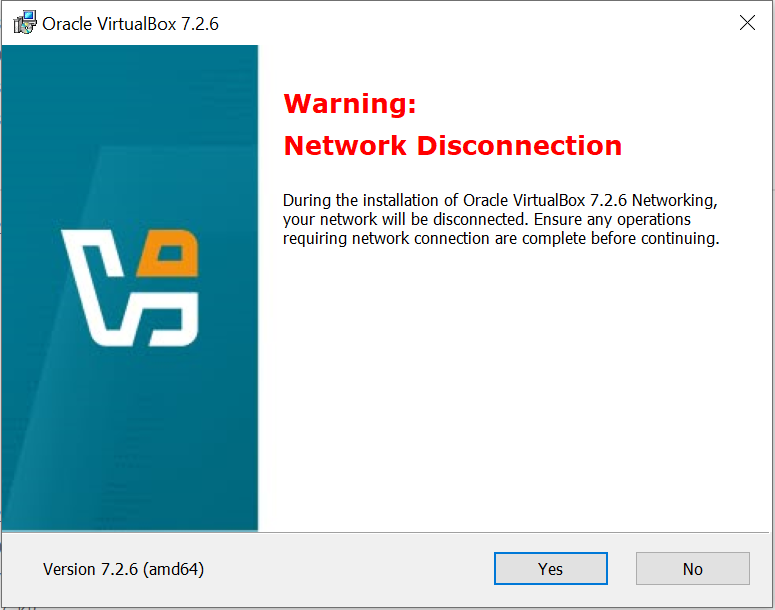 Oracle VirtualBox 7.2.6
Warning:
Network Disconnection
During the installation of Oracle VirtualBox 7.2.6 Networking,
your network will be disconnected. Ensure any operations
requiring network connection are complete before continuing.
Version 7.2.6 (amd64)
Yes
No